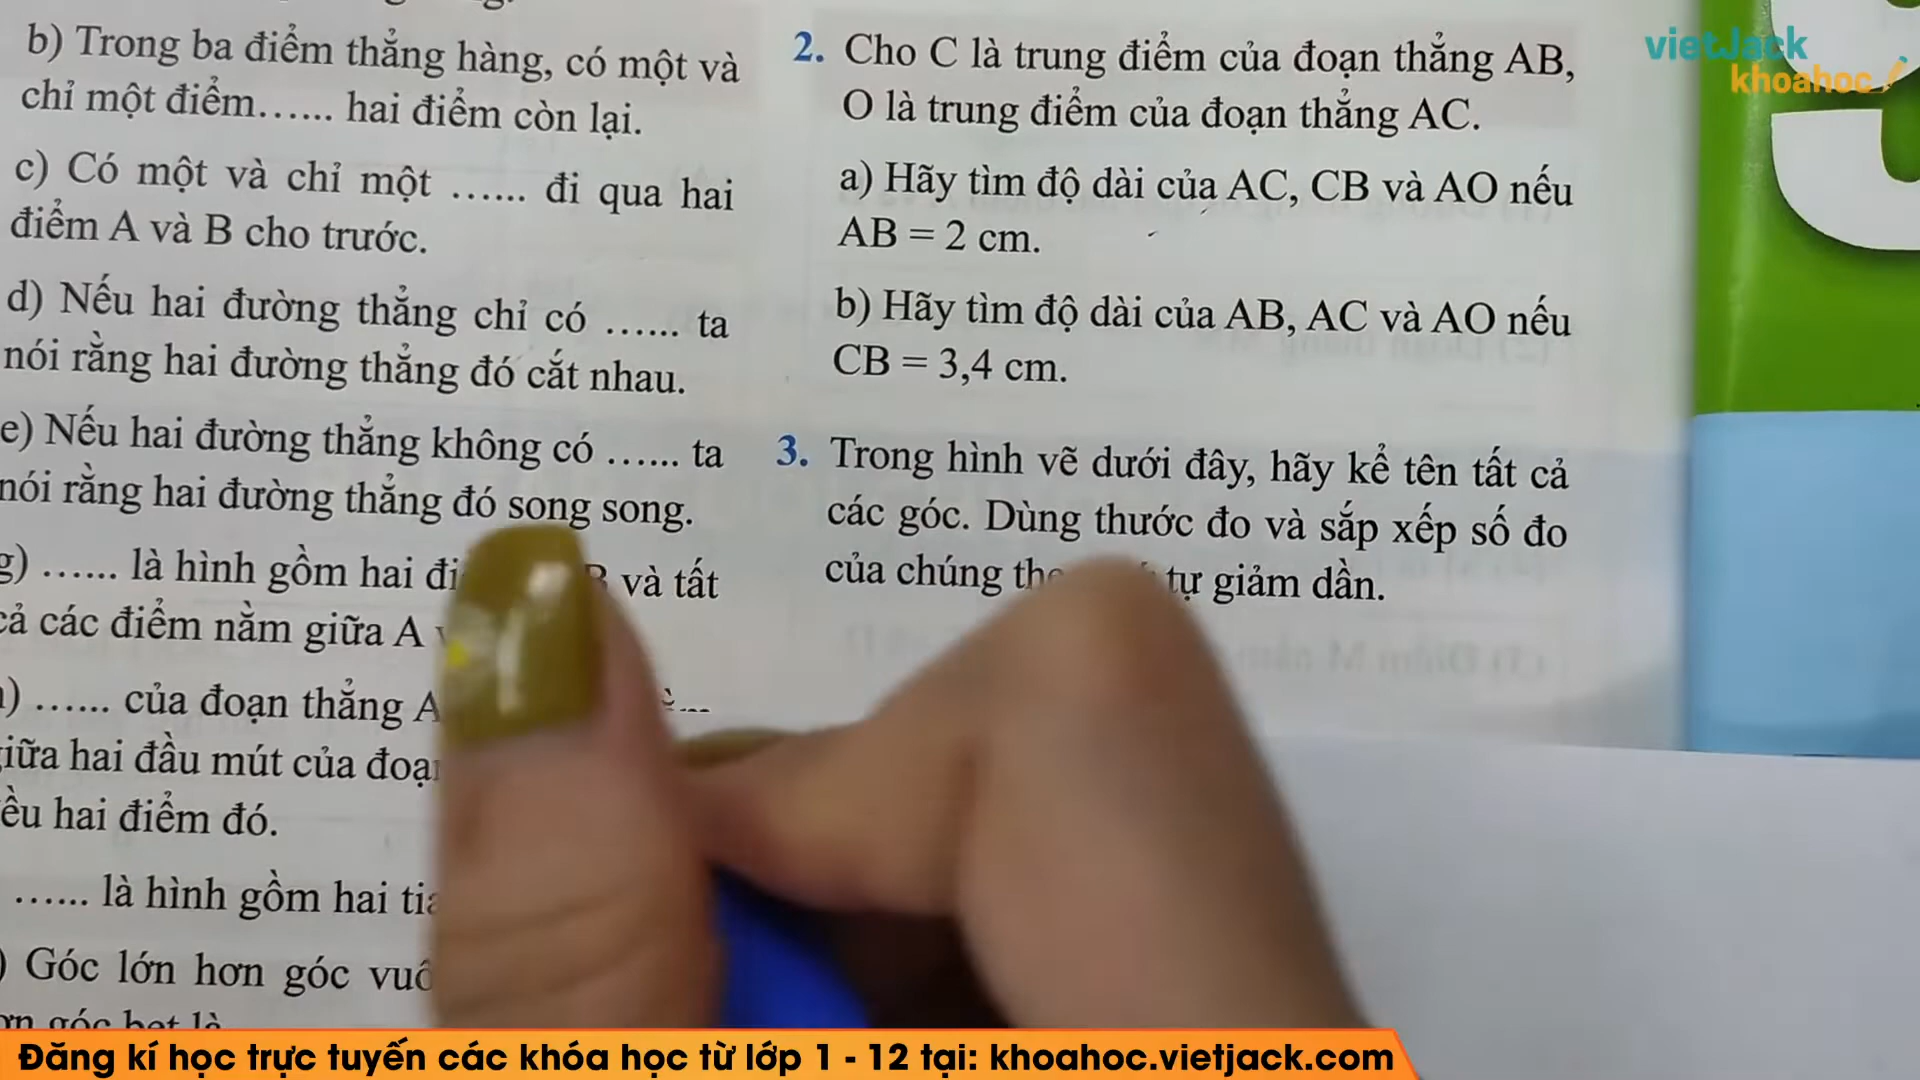 b) Trong ba điểm thẳng hàng, có một và
chỉ một điểm…... hai điểm còn lại.
c) Có một và chỉ một …... đi qua hai
điểm A và B cho trước.
d) Nếu hai đường thẳng chỉ có …... ta
nói rằng hai đường thẳng đó cắt nhau.
e) Nếu hai đường thẳng không có …... ta
nói rằng hai đường thẳng đó song song.
g) …... là hình gồm hai B và tất
cả các điểm nằm giữa A
…... của đoạn thẳng A
giữa hai đầu mút của
đều hai điểm đó.
…... là hình gồm hai
Góc lớn hơn góc
góc bẹt là
2. Cho C là trung điểm của đoạn thẳng AB,
O là trung điểm của đoạn thẳng AC.
a) Hãy tìm độ dài của AC, CB và AO nếu
AB = 2 cm.
b) Hãy tìm độ dài của AB, AC và AO nếu
CB = 3,4 cm.
3. Trong hình vẽ dưới đây, hãy kể tên tất cả
các góc. Dùng thước đo và sắp xếp số đo
của chúng tự giảm dần.
vietJack
khoahoc
Đăng kí học trực tuyến các khóa học từ lớp 1 - 12 tại: khoahoc.vietjack.com